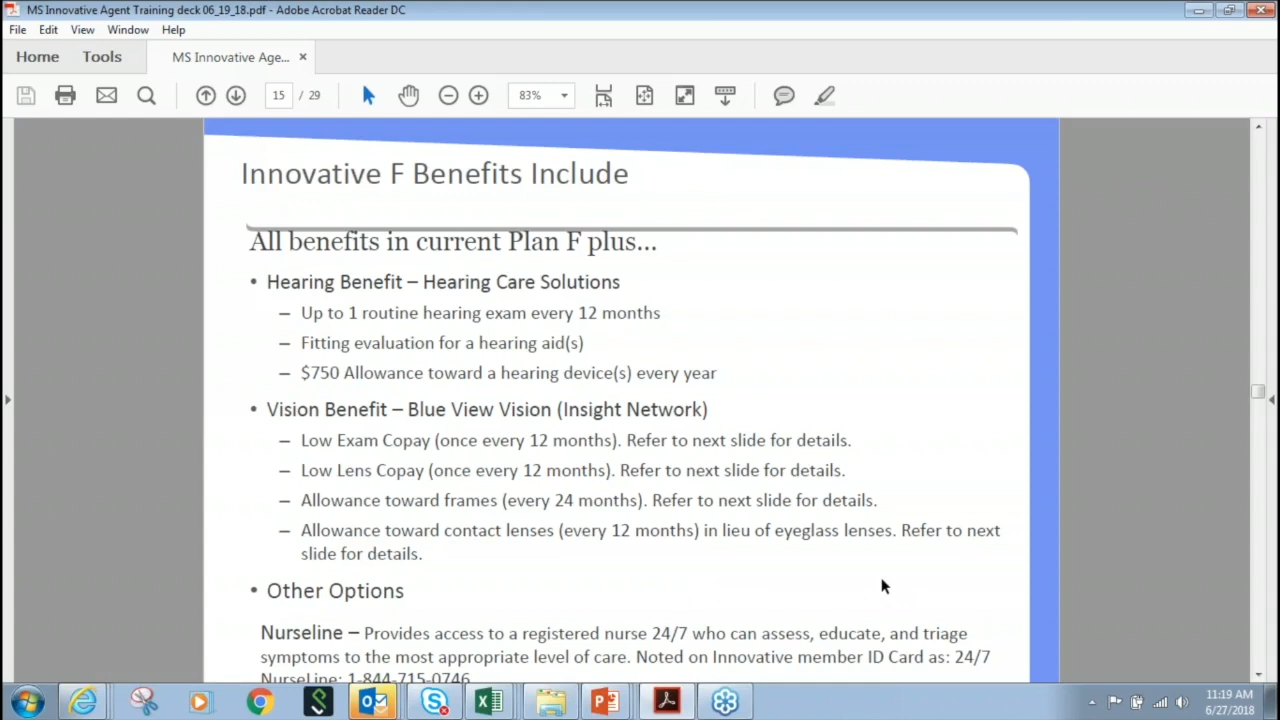 MS Innovative Agent Training deck 06_19_18.pdf - Adobe Acrobat Reader DC
File Edit View Window Help
Home Tools MS Innovative Age... ×
15 / 29 83%
Innovative F Benefits Include
All benefits in current Plan F plus...
• Hearing Benefit – Hearing Care Solutions
– Up to 1 routine hearing exam every 12 months
– Fitting evaluation for a hearing aid(s)
– $750 Allowance toward a hearing device(s) every year
• Vision Benefit – Blue View Vision (Insight Network)
– Low Exam Copay (once every 12 months). Refer to next slide for details.
– Low Lens Copay (once every 12 months). Refer to next slide for details.
– Allowance toward frames (every 24 months). Refer to next slide for details.
– Allowance toward contact lenses (every 12 months) in lieu of eyeglass lenses. Refer to next
slide for details.
• Other Options
Nurseline – Provides access to a registered nurse 24/7 who can assess, educate, and triage
symptoms to the most appropriate level of care. Noted on Innovative member ID Card as: 24/7
NurseLine: 1-844-715-0746
11:19 AM
6/27/2018